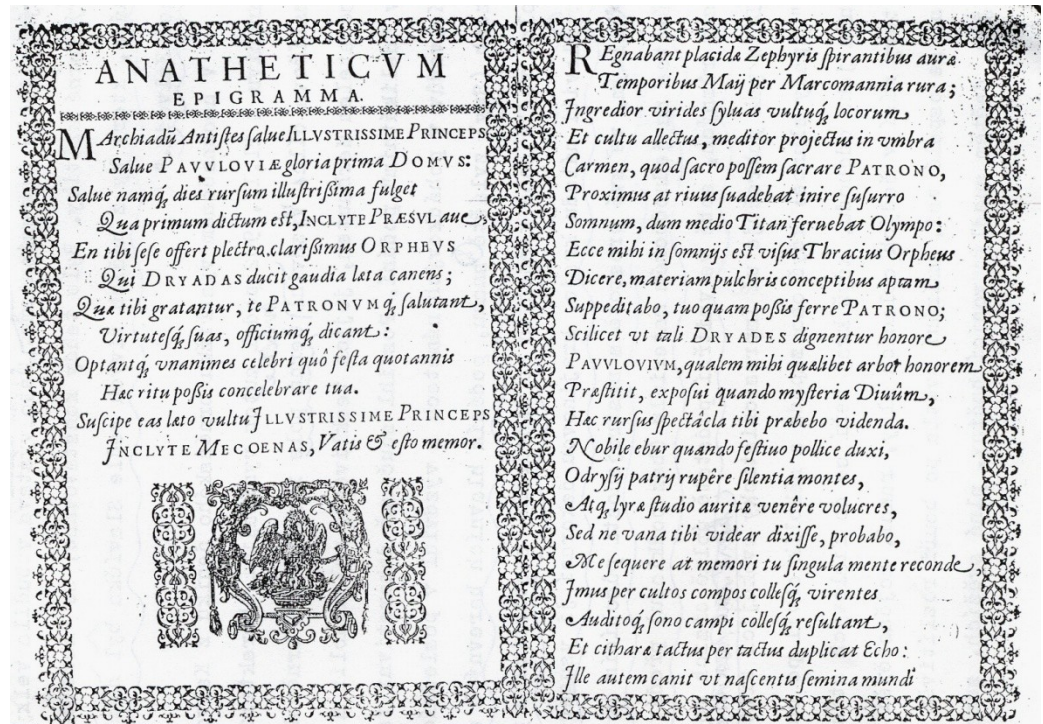 ANATHETICVM
EPIGRAMMA.
MArchiadũ Antiſtes ſalue ILLVSTRISSIME PRINCEPS
Salue PAVVLOVIÆ gloria prima DOMVS:
Salue namq́ꝫ dies rurſum illuſtriſsima fulget
Qua primum dictum eſt, INCLYTE PRÆSVL aue,
En tibi ſeſe offert plectro clariſsimus ORPHEVS
Qui DRYADAS ducit gaudia læta canens;
Quæ tibi gratantur, te PATRONVMq́ꝫ ſalutant,
Virtuteſq́ꝫ ſuas, officiumq́ꝫ dicant:
Optantq́ꝫ vnanimes celebri quô feſta quotannis
Hac ritu poſsis concelebrare tua.
Suſcipe eas læto vultu JLLVSTRISSIME PRINCEPS
JNCLYTE MECOENAS, Vatis & eſto memor.
REgnabant placidæ Zephyris ſpirantibus auræ
Temporibus Maij per Marcomannia rura;
Jngredior virides ſyluas vultuq́ꝫ locorum
Et cultu allectus, meditor projectus in vmbra
Carmen, quod ſacro poſſem ſacrare PATRONO,
Proximus at riuus ſuadebat inire ſuſurro
Somnum, dum medio Titan feruebat Olympo:
Ecce mihi in ſomnijs eſt viſus Thracius Orpheus
Dicere, materiam pulchris conceptibus aptam
Suppeditabo, tuo quam poſsis ferre PATRONO;
Scilicet vt tali DRYADES dignentur honore
PAVVLOVIVM, qualem mihi quælibet arbor honorem
Præſtitit, expoſui quando myſteria Diuûm,
Hæc rurſus ſpectâcla tibi præbebo videnda.
Nobile ebur quando feſtiuo pollice duxi,
Odryſij patrij rupêre ſilentia montes,
Atq́ꝫ lyræ ſtudio auritæ venêre volucres,
Sed ne vana tibi videar dixiſſe, probabo,
Me ſequere at memori tu ſingula mente reconde,
Jmus per cultos compos colleſq́ꝫ virentes
Auditoq́ꝫ ſono campi colleſq́ꝫ reſultant,
Et citharæ tactus per tactus duplicat Echo:
Jlle autem canit vt naſcentis ſemina mundi